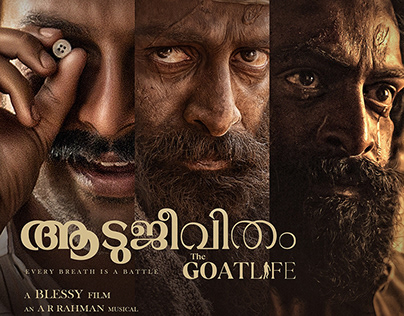 ആടുജീവിതം
The
GOATLIFE
EVERY BREATH IS A BATTLE
A BLESSY FILM
AN A R RAHMAN MUSICAL